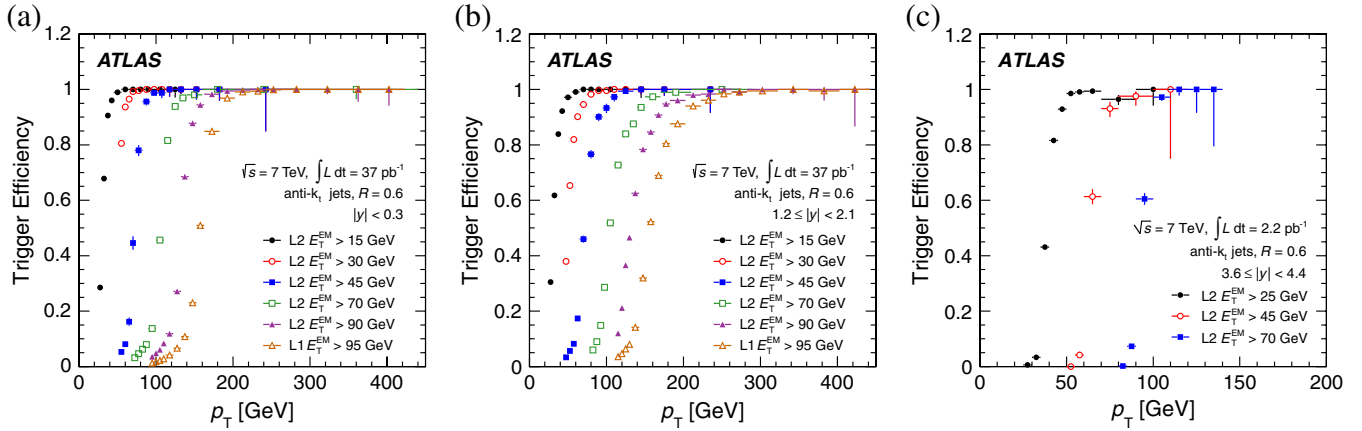 (a)
ATLAS
Trigger Efficiency
1.2
1
0.8
0.6
0.4
0.2
0
√s = 7 TeV, ∫L dt = 37 pb⁻¹
anti-kₜ jets, R = 0.6
|y| < 0.3
L2 E_T^EM > 15 GeV
L2 E_T^EM > 30 GeV
L2 E_T^EM > 45 GeV
L2 E_T^EM > 70 GeV
L2 E_T^EM > 90 GeV
L1 E_T^EM > 95 GeV
0 100 200 300 400
p_T [GeV]
(b)
ATLAS
Trigger Efficiency
1.2
1
0.8
0.6
0.4
0.2
0
√s = 7 TeV, ∫L dt = 37 pb⁻¹
anti-kₜ jets, R = 0.6
1.2 ≤ |y| < 2.1
L2 E_T^EM > 15 GeV
L2 E_T^EM > 30 GeV
L2 E_T^EM > 45 GeV
L2 E_T^EM > 70 GeV
L2 E_T^EM > 90 GeV
L1 E_T^EM > 95 GeV
0 100 200 300 400
p_T [GeV]
(c)
ATLAS
Trigger Efficiency
1.2
1
0.8
0.6
0.4
0.2
0
√s = 7 TeV, ∫L dt = 2.2 pb⁻¹
anti-kₜ jets, R = 0.6
3.6 ≤ |y| < 4.4
L2 E_T^EM > 25 GeV
L2 E_T^EM > 45 GeV
L2 E_T^EM > 70 GeV
0 50 100 150 200
p_T [GeV]